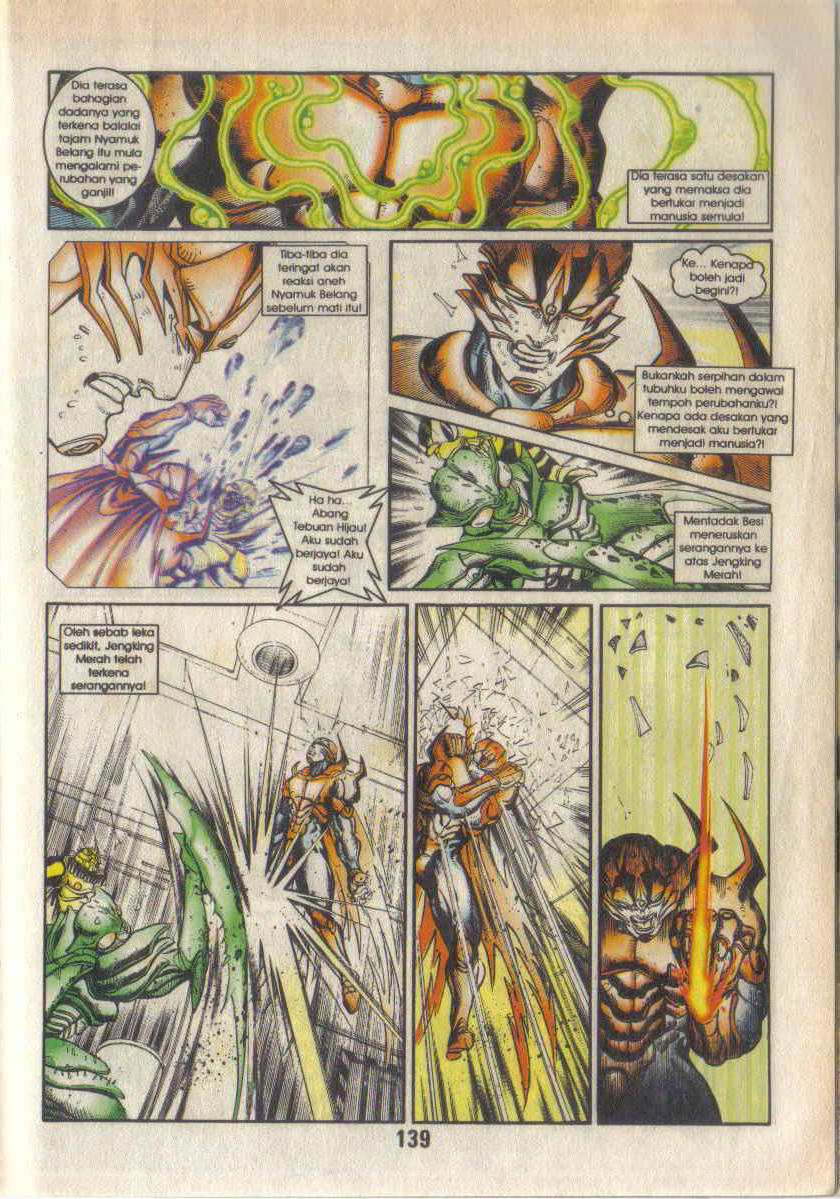 Dia terasa
bahagian
dadanya yang
terkena balalai
tajam Nyamuk
Belang itu mula
mengalami pe-
rubahan yang
ganjil!
Dia terasa satu desakan
yang memaksa dia
bertukar menjadi
manusia semula!
Tiba-tiba dia
teringat akan
reaksi aneh
Nyamuk Belang
sebelum mati itu!
Ha ha...
Abang
Tebuan Hijau!
Aku sudah
berjaya! Aku
sudah
berjaya!
Ke... Kenapa
boleh jadi
begini?!
Bukankah serpihan dalam
tubuhku boleh mengawal
tempoh perubahanku?!
Kenapa ada desakan yang
mendesak aku bertukar
menjadi manusia?!
Mentadak Besi
meneruskan
serangannya ke
atas Jengking
Merah!
Oleh sebab leka
sedikit, Jengking
Merah telah
terkena
serangannya!
139